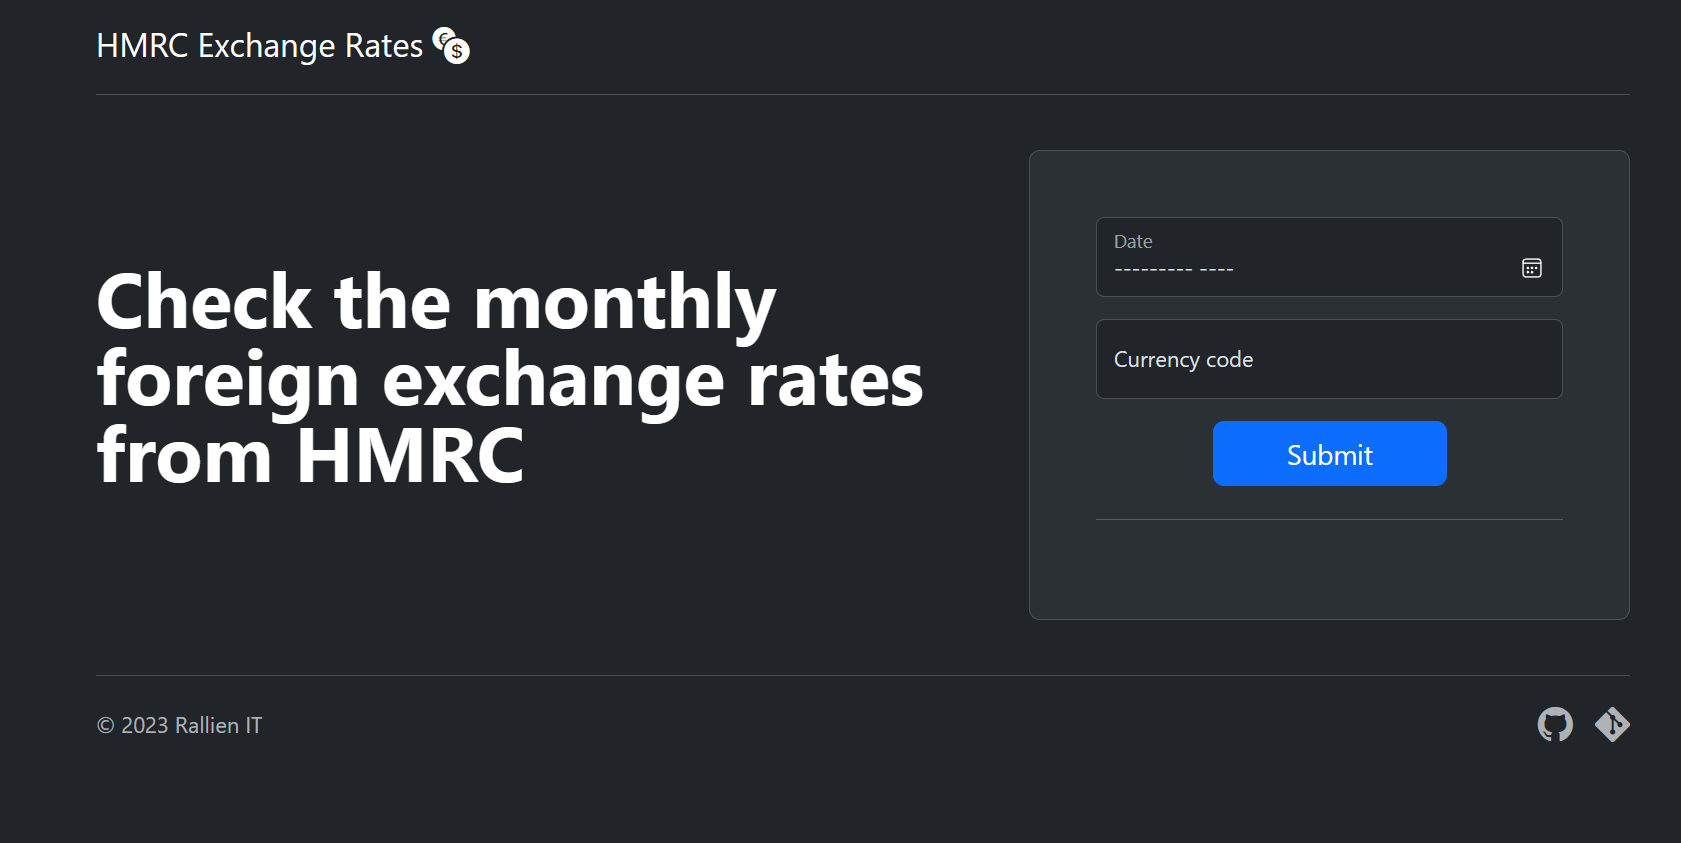 HMRC Exchange Rates
Check the monthly
foreign exchange rates
from HMRC
Date
--------- ----
Currency code
Submit
© 2023 Rallien IT